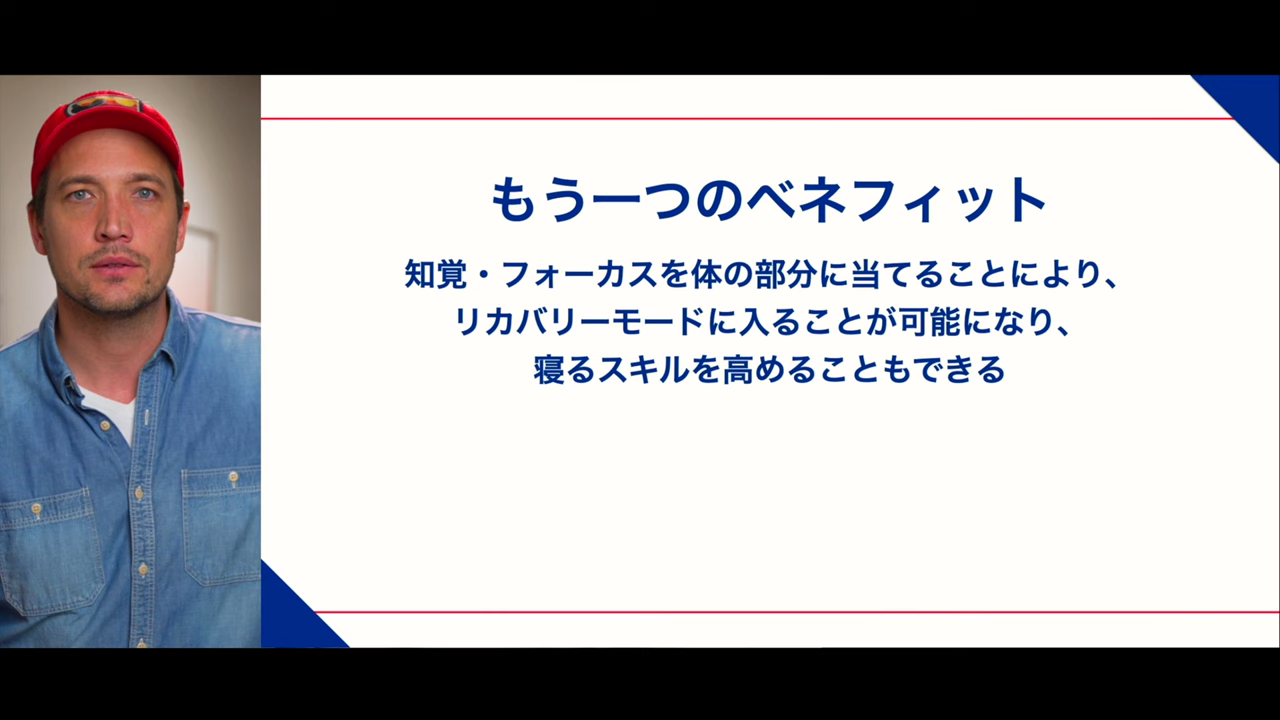 もう一つのベネフィット
知覚・フォーカスを体の部分に当てることにより、
リカバリーモードに入ることが可能になり、
寝るスキルを高めることもできる